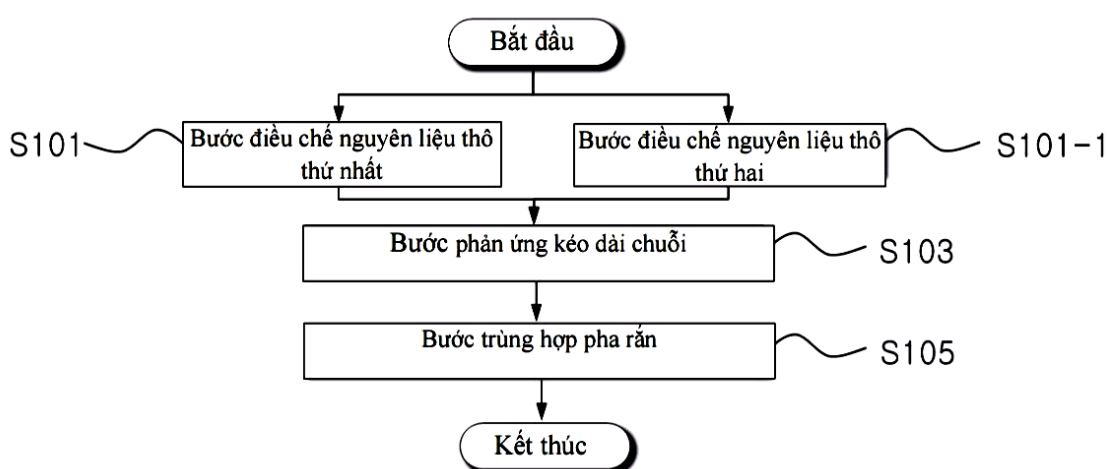 Bắt đầu
S101
Bước điều chế nguyên liệu thô
thứ nhất
Bước điều chế nguyên liệu thô
thứ hai
S101-1
Bước phản ứng kéo dài chuỗi
S103
Bước trùng hợp pha rắn
S105
Kết thúc